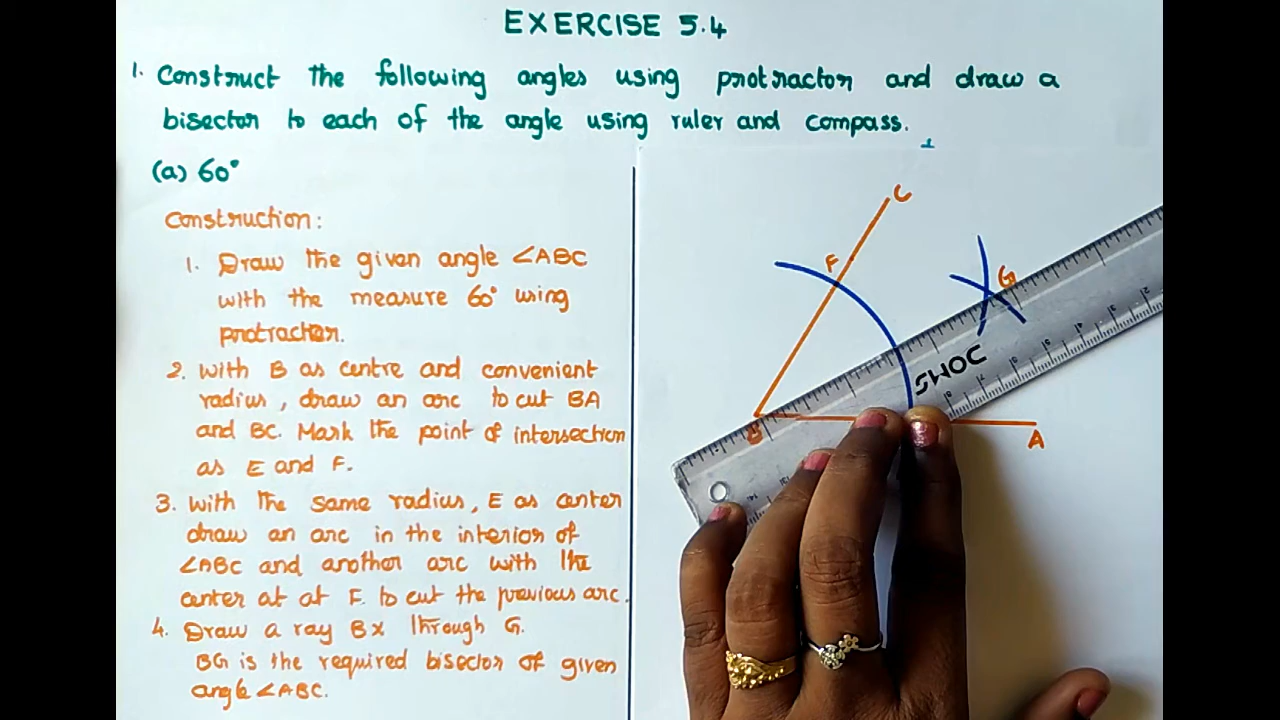 EXERCISE 5.4
1. Construct the following angles using protractor and draw a
bisector to each of the angle using ruler and compass.
(a) 60°
Construction:
1. Draw the given angle ∠ABC
with the measure 60° using
protractor.
2. With B as centre and convenient
radius, draw an arc to cut BA
and BC. Mark the point of intersection
as E and F.
3. With the same radius, E as center
draw an arc in the interior of
∠ABC and another arc with the
center at at F. to cut the previous arc.
4. Draw a ray BX through G.
BG is the required bisector of given
angle ∠ABC.
C
F
G
DOMS
B
A